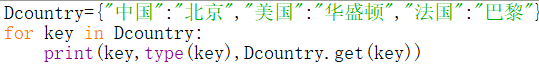 Dcountry={"中国":"北京","美国":"华盛顿","法国":"巴黎"}
for key in Dcountry:
    print(key,type(key),Dcountry.get(key))